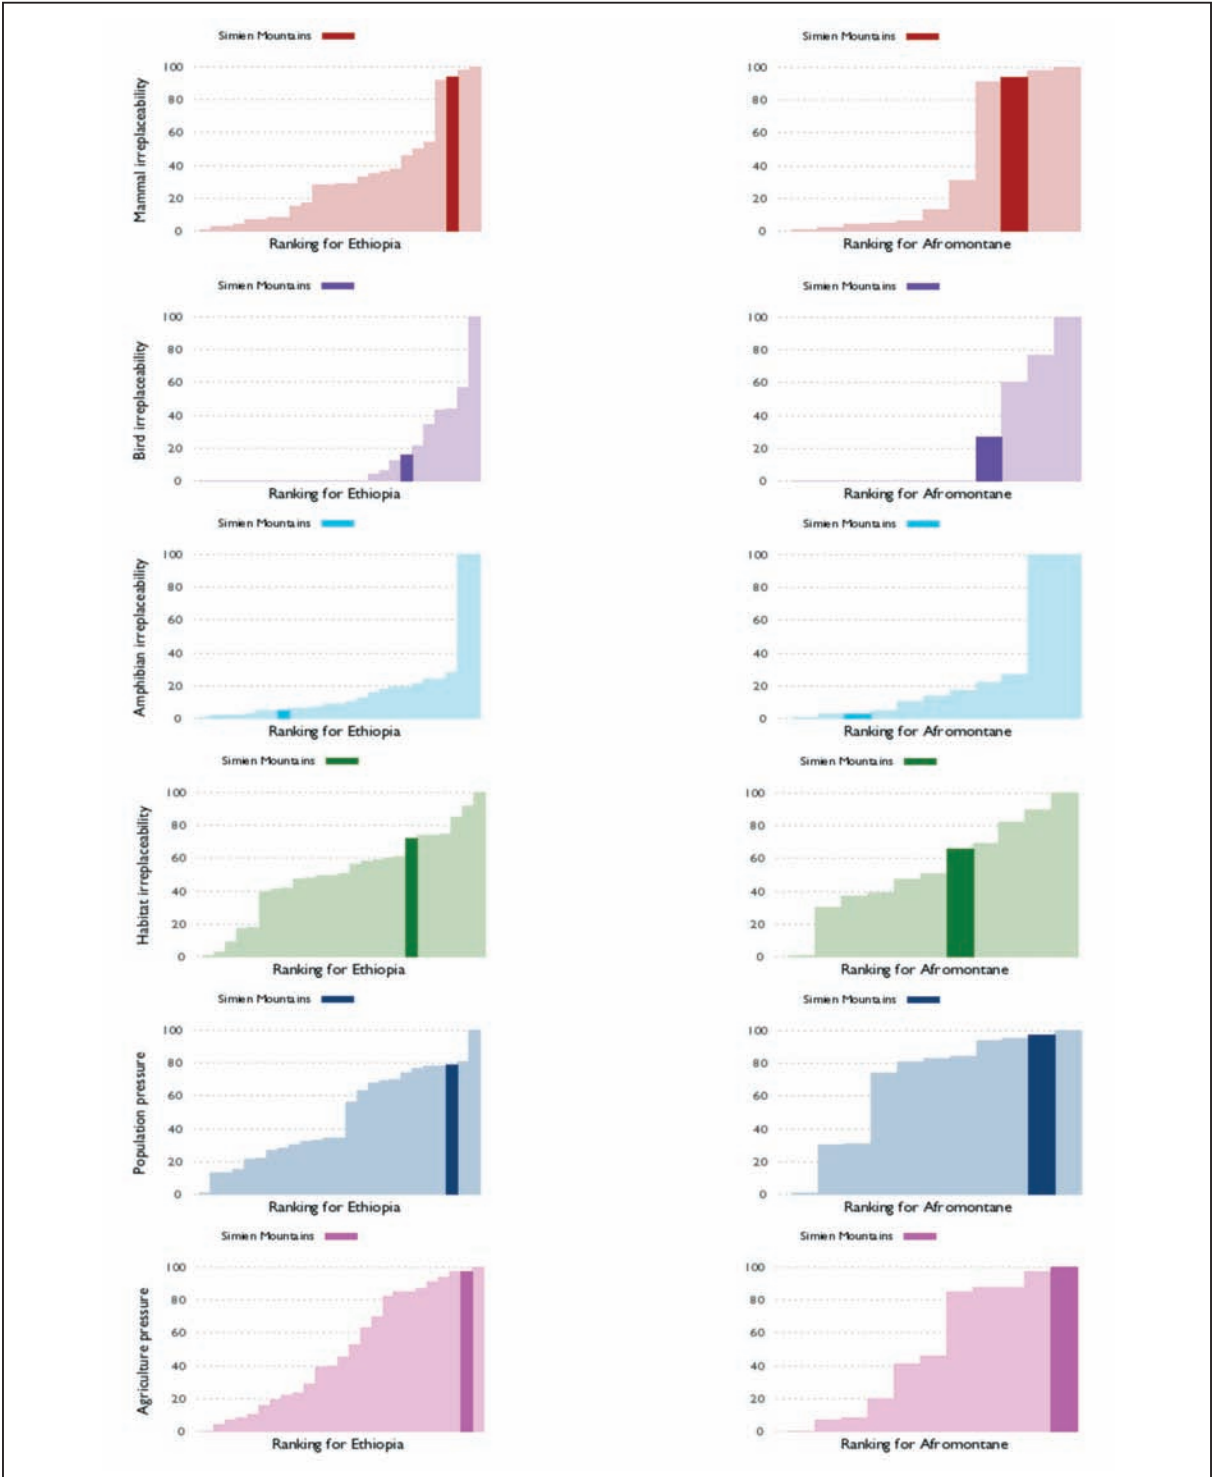 Simien Mountains
Mammal irreplaceability
100
80
60
40
20
0
Ranking for Ethiopia
Simien Mountains
100
80
60
40
20
0
Ranking for Afromontane
Simien Mountains
Bird irreplaceability
100
80
60
40
20
0
Ranking for Ethiopia
Simien Mountains
100
80
60
40
20
0
Ranking for Afromontane
Simien Mountains
Amphibian irreplaceability
100
80
60
40
20
0
Ranking for Ethiopia
Simien Mountains
100
80
60
40
20
0
Ranking for Afromontane
Simien Mountains
Habitat irreplaceability
100
80
60
40
20
0
Ranking for Ethiopia
Simien Mountains
100
80
60
40
20
0
Ranking for Afromontane
Simien Mountains
Population pressure
100
80
60
40
20
0
Ranking for Ethiopia
Simien Mountains
100
80
60
40
20
0
Ranking for Afromontane
Simien Mountains
Agriculture pressure
100
80
60
40
20
0
Ranking for Ethiopia
Simien Mountains
100
80
60
40
20
0
Ranking for Afromontane